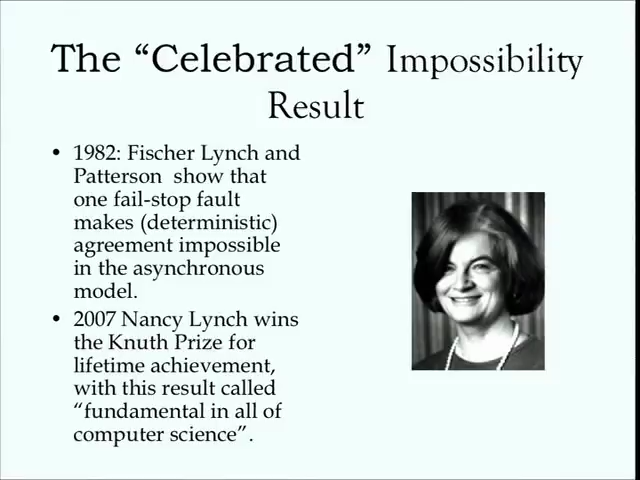 The “Celebrated” Impossibility
Result
• 1982: Fischer Lynch and
Patterson show that
one fail-stop fault
makes (deterministic)
agreement impossible
in the asynchronous
model.
• 2007 Nancy Lynch wins
the Knuth Prize for
lifetime achievement,
with this result called
“fundamental in all of
computer science”.